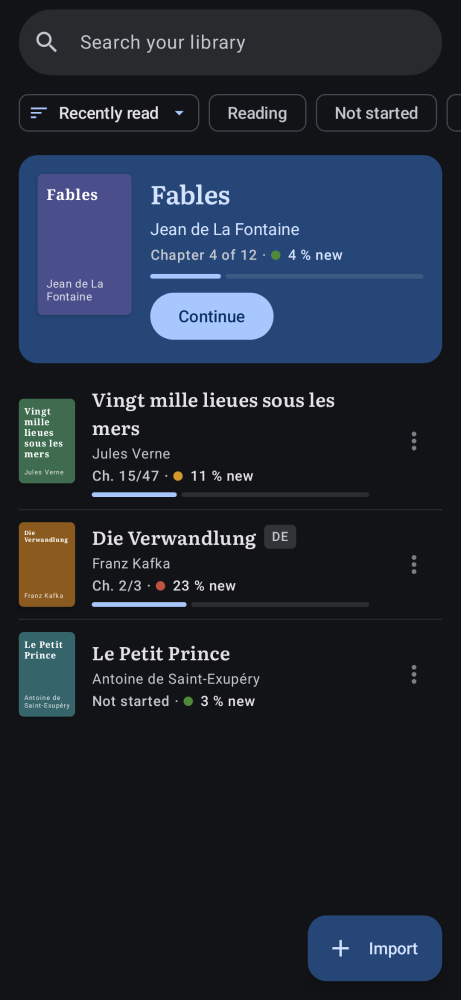 Search your library
Recently read
Reading
Not started
Fables
Jean de La
Fontaine
Fables
Jean de La Fontaine
Chapter 4 of 12 · 4 % new
Continue
Vingt
mille
lieues
sous les
mers
Jules Verne
Vingt mille lieues sous les
mers
Jules Verne
Ch. 15/47 · 11 % new
Die
Verwandlung
Franz Kafka
Die Verwandlung DE
Franz Kafka
Ch. 2/3 · 23 % new
Le Petit
Prince
Antoine de
Saint-Exupéry
Le Petit Prince
Antoine de Saint-Exupéry
Not started · 3 % new
Import